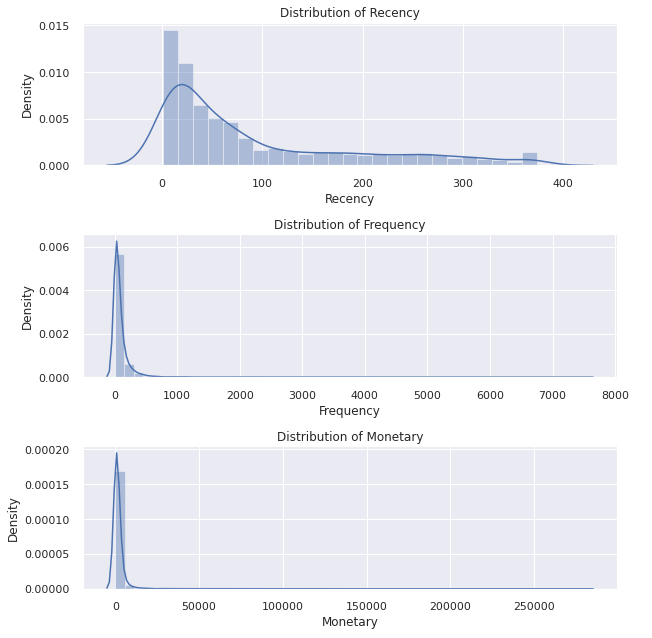 Distribution of Recency
0.015
0.010
0.005
0.000
Density
0 100 200 300 400
Recency
Distribution of Frequency
0.006
0.004
0.002
0.000
Density
0 1000 2000 3000 4000 5000 6000 7000 8000
Frequency
Distribution of Monetary
0.00020
0.00015
0.00010
0.00005
0.00000
Density
0 50000 100000 150000 200000 250000
Monetary